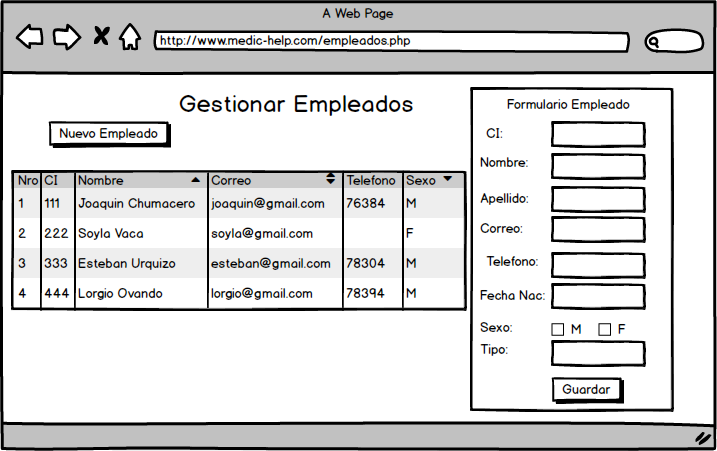 A Web Page
http://www.medic-help.com/empleados.php
Gestionar Empleados
Nuevo Empleado
Nro CI Nombre Correo Telefono Sexo
1 111 Joaquin Chumacero joaquin@gmail.com 76384 M
2 222 Soyla Vaca soyla@gmail.com F
3 333 Esteban Urquizo esteban@gmail.com 78304 M
4 444 Lorgio Ovando lorgio@gmail.com 78394 M
Formulario Empleado
CI:
Nombre:
Apellido:
Correo:
Telefono:
Fecha Nac:
Sexo: M F
Tipo:
Guardar